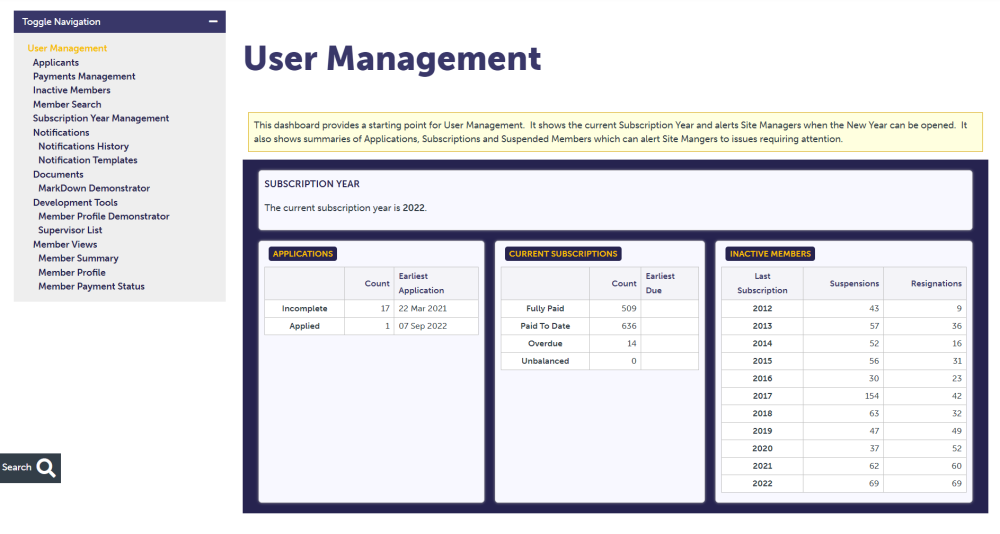 Toggle Navigation
User Management
Applicants
Payments Management
Inactive Members
Member Search
Subscription Year Management
Notifications
Notifications History
Notification Templates
Documents
MarkDown Demonstrator
Development Tools
Member Profile Demonstrator
Supervisor List
Member Views
Member Summary
Member Profile
Member Payment Status
Search
User Management
This dashboard provides a starting point for User Management. It shows the current Subscription Year and alerts Site Managers when the New Year can be opened. It
also shows summaries of Applications, Subscriptions and Suspended Members which can alert Site Mangers to issues requiring attention.
SUBSCRIPTION YEAR
The current subscription year is 2022.
APPLICATIONS
Count Earliest Application
Incomplete 17 22 Mar 2021
Applied 1 07 Sep 2022
CURRENT SUBSCRIPTIONS
Count Earliest Due
Fully Paid 509
Paid To Date 636
Overdue 14
Unbalanced 0
INACTIVE MEMBERS
Last Subscription Suspensions Resignations
2012 43 9
2013 57 36
2014 52 16
2015 56 31
2016 30 23
2017 154 42
2018 63 32
2019 47 49
2020 37 52
2021 62 60
2022 69 69